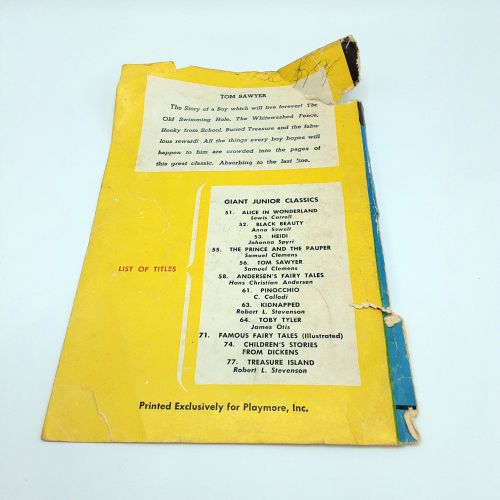 TOM SAWYER
The Story of a Boy which will live forever! The
Old Swimming Hole, The Whitewashed Fence,
Hooky from School, Buried Treasure and the fabu-
lous reward! All the things every boy hopes will
happen to him are crowded into the pages of
this great classic. Absorbing to the last line.
GIANT JUNIOR CLASSICS
51. ALICE IN WONDERLAND
Lewis Carroll
52. BLACK BEAUTY
Anna Sewell
53. HEIDI
Johanna Spyri
55. THE PRINCE AND THE PAUPER
Samuel Clemens
56. TOM SAWYER
Samuel Clemens
58. ANDERSEN'S FAIRY TALES
Hans Christian Andersen
61. PINOCCHIO
C. Collodi
63. KIDNAPPED
Robert L. Stevenson
64. TOBY TYLER
James Otis
71. FAMOUS FAIRY TALES (Illustrated)
74. CHILDREN'S STORIES
FROM DICKENS
77. TREASURE ISLAND
Robert L. Stevenson
LIST OF TITLES
Printed Exclusively for Playmore, Inc.